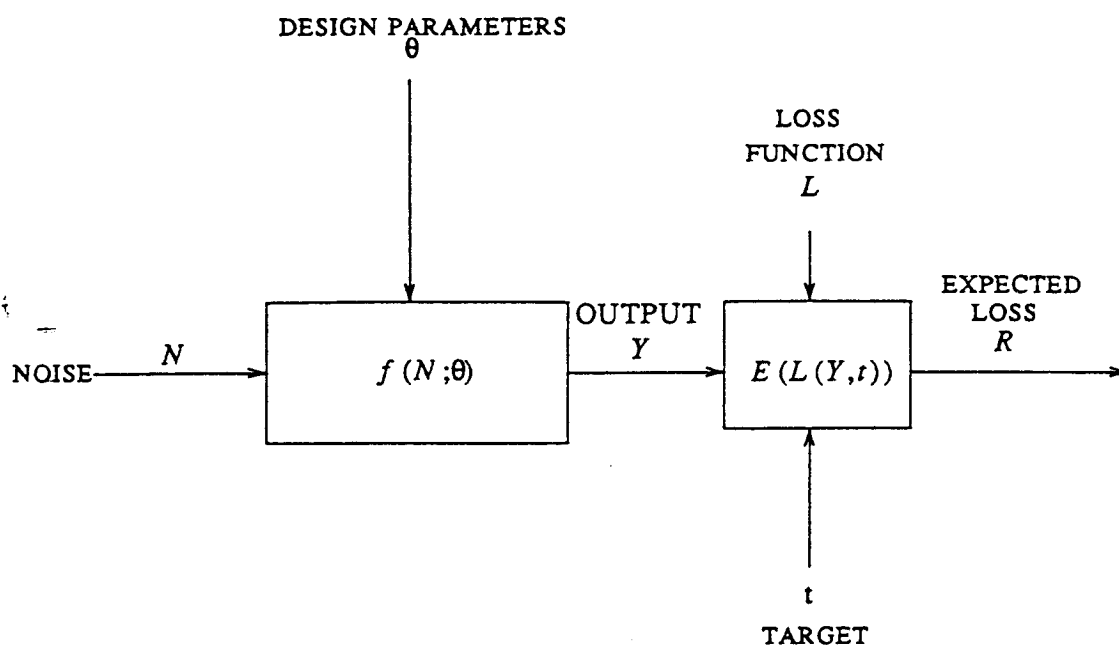 DESIGN PARAMETERS
θ
LOSS
FUNCTION
L
EXPECTED
LOSS
R
OUTPUT
Y
NOISE
N
f (N ;θ)
E (L (Y ,t))
t
TARGET